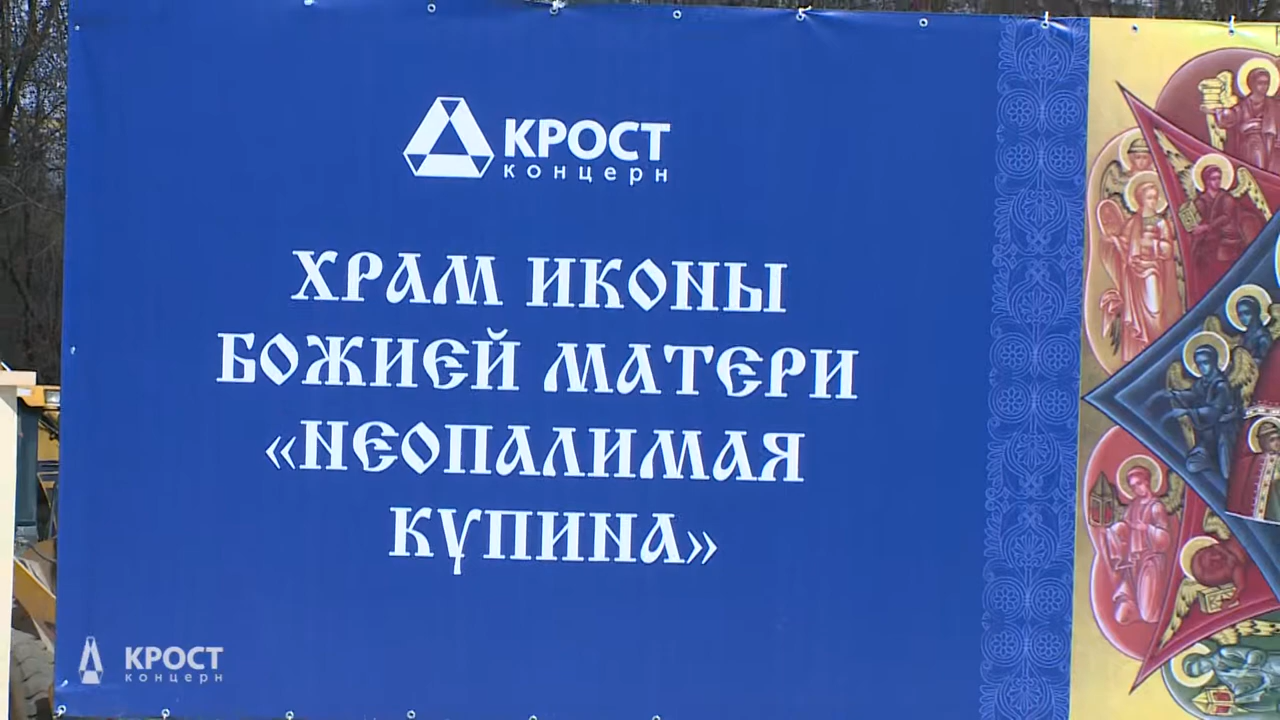 КРОСТ
концерн
ХРАМ ИКОНЫ
БОЖИЕЙ МАТЕРИ
«НЕОПАЛИМАЯ
КУПИНА»
КРОСТ
концерн